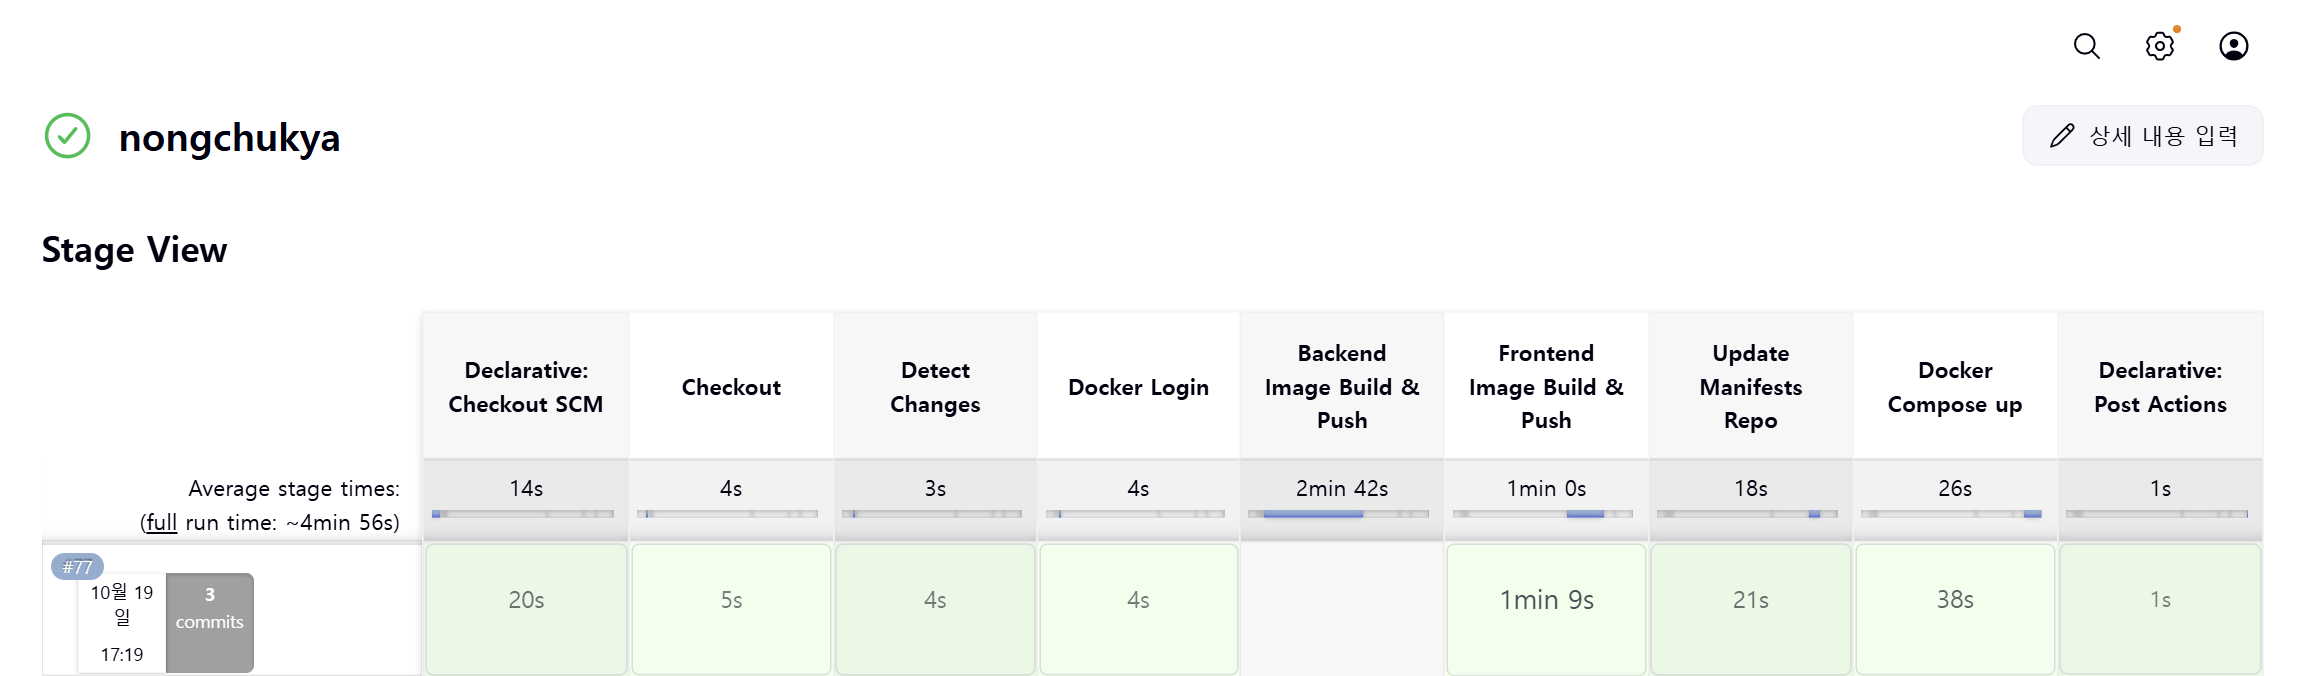 nongchukya
상세 내용 입력
Stage View
Declarative:
Checkout SCM
Checkout
Detect
Changes
Docker Login
Backend
Image Build &
Push
Frontend
Image Build &
Push
Update
Manifests
Repo
Docker
Compose up
Declarative:
Post Actions
Average stage times:
(full run time: ~4min 56s)
14s
4s
3s
4s
2min 42s
1min 0s
18s
26s
1s
#77
10월 19
일
17:19
3
commits
20s
5s
4s
4s
1min 9s
21s
38s
1s